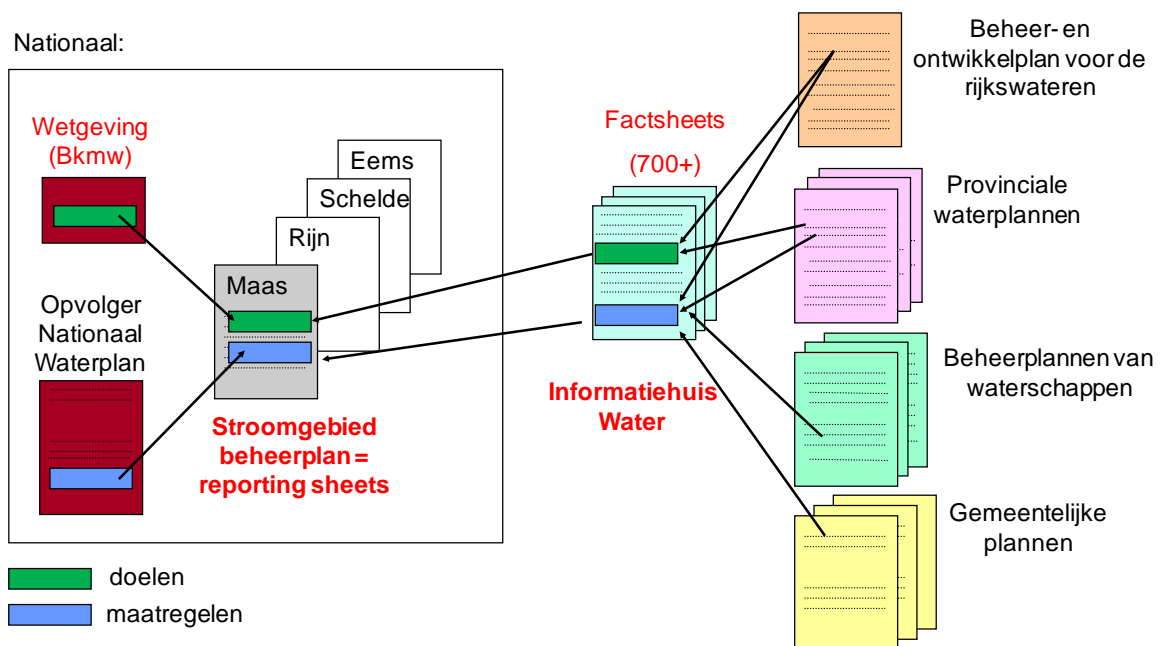 Nationaal:
Wetgeving
(Bkmw)
Opvolger
Nationaal
Waterplan
Eems
Schelde
Rijn
Maas
Stroomgebied
beheerplan =
reporting sheets
Factsheets
(700+)
Informatiehuis
Water
Beheer- en
ontwikkelplan voor de
rijkswateren
Provinciale
waterplannen
Beheerplannen van
waterschappen
Gemeentelijke
plannen
doelen
maatregelen